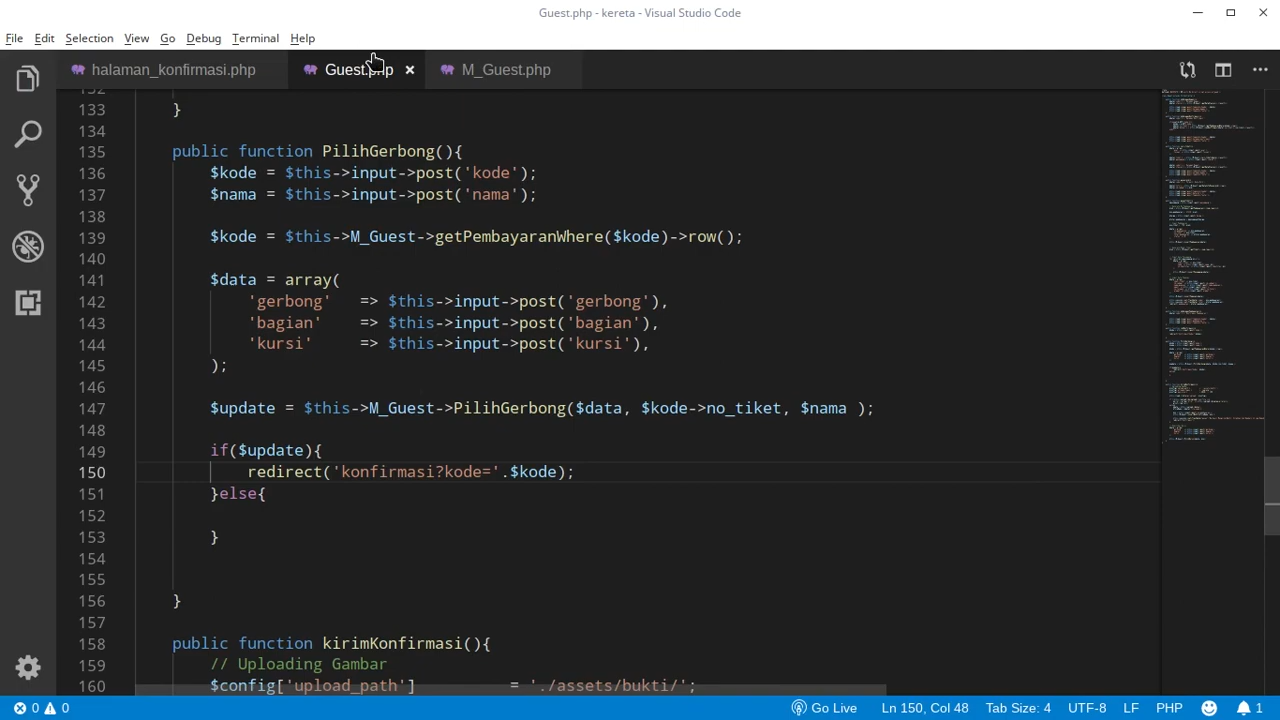 Guest.php - kereta - Visual Studio Code
File Edit Selection View Go Debug Terminal Help
halaman_konfirmasi.php Guest.php × M_Guest.php
132
133 }
134
135 public function PilihGerbong(){
136 $kode = $this->input->post('kode');
137 $nama = $this->input->post('nama');
138
139 $kode = $this->M_Guest->getPembayaranWhere($kode)->row();
140
141 $data = array(
142 'gerbong' => $this->input->post('gerbong'),
143 'bagian' => $this->input->post('bagian'),
144 'kursi' => $this->input->post('kursi'),
145 );
146
147 $update = $this->M_Guest->PilihGerbong($data, $kode->no_tiket, $nama );
148
149 if($update){
150 redirect('konfirmasi?kode='.$kode);
151 }else{
152
153 }
154
155
156 }
157
158 public function kirimKonfirmasi(){
159 // Uploading Gambar
160 $config['upload_path'] = './assets/bukti/';
0 0 Go Live Ln 150, Col 48 Tab Size: 4 UTF-8 LF PHP 1